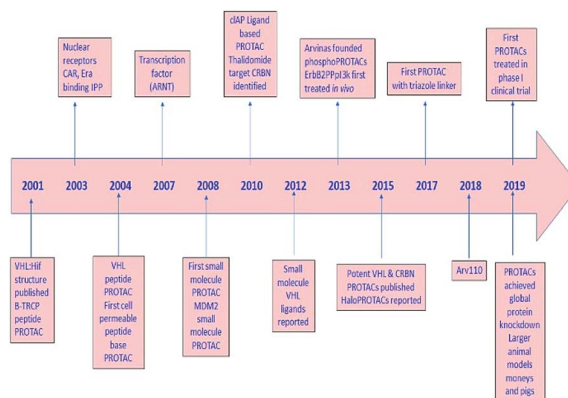 Nuclear
receptors
CAR, Era
binding IPP
Transcription
factor
(ARNT)
cIAP Ligand
based
PROTAC
Thalidomide
target CRBN
identified
Arvinas founded
phosphoPROTACs
ErbB2PPpI3k first
treated in vivo
First PROTAC
with triazole linker
First
PROTACs
treated in
phase I
clinical trial
2001
2003
2004
2007
2008
2010
2012
2013
2015
2017
2018
2019
VHL:Hif
structure
published
B-TRCP
peptide
PROTAC
VHL
peptide
PROTAC
First cell
permeable
peptide
base PROTAC
First small
molecule
PROTAC
MDM2
small
molecule
PROTAC
Small
molecule
VHL
ligands
reported
Potent VHL & CRBN
PROTACs published
HaloPROTACs reported
Arv110
PROTACs
achieved
global
protein
knockdown
Larger
animal
models
moneys
and pigs